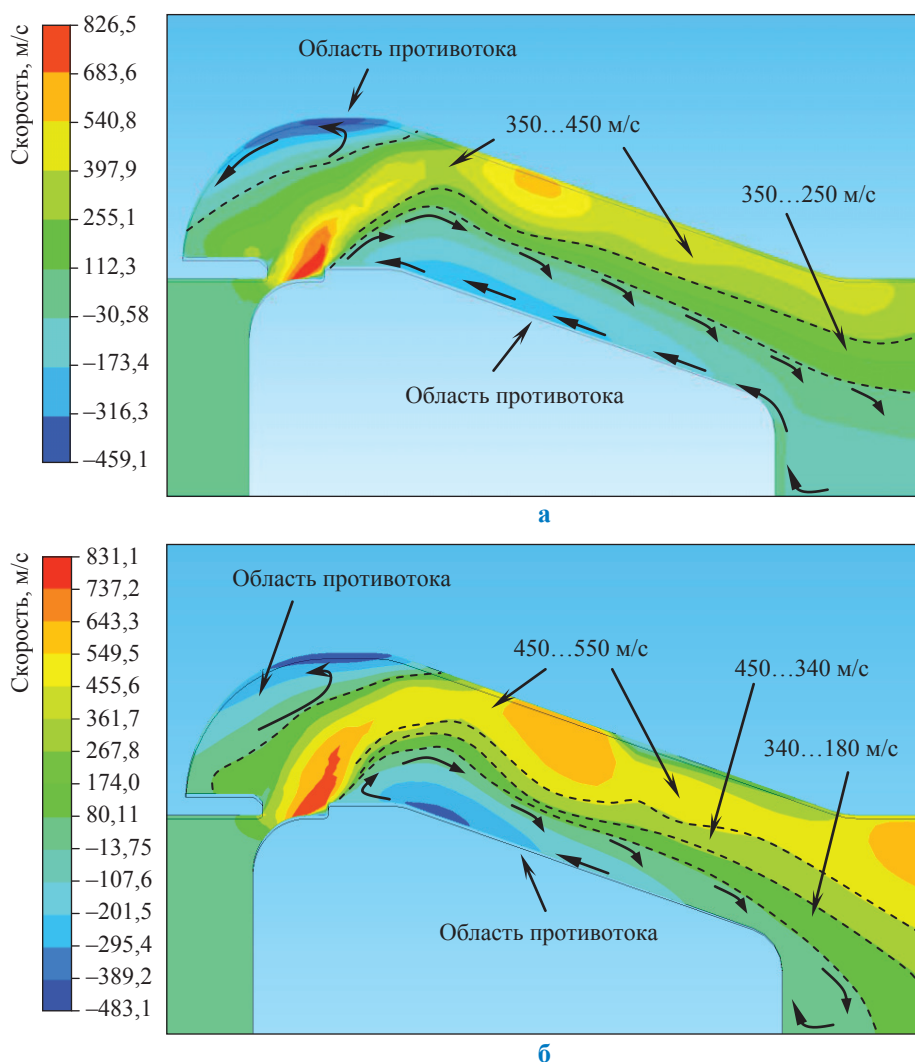 Скорость, м/с
826,5
683,6
540,8
397,9
255,1
112,3
–30,58
–173,4
–316,3
–459,1
Область противотока
350…450 м/с
350…250 м/с
Область противотока
а
Скорость, м/с
831,1
737,2
643,3
549,5
455,6
361,7
267,8
174,0
80,11
–13,75
–107,6
–201,5
–295,4
–389,2
–483,1
Область противотока
450…550 м/с
450…340 м/с
340…180 м/с
Область противотока
б